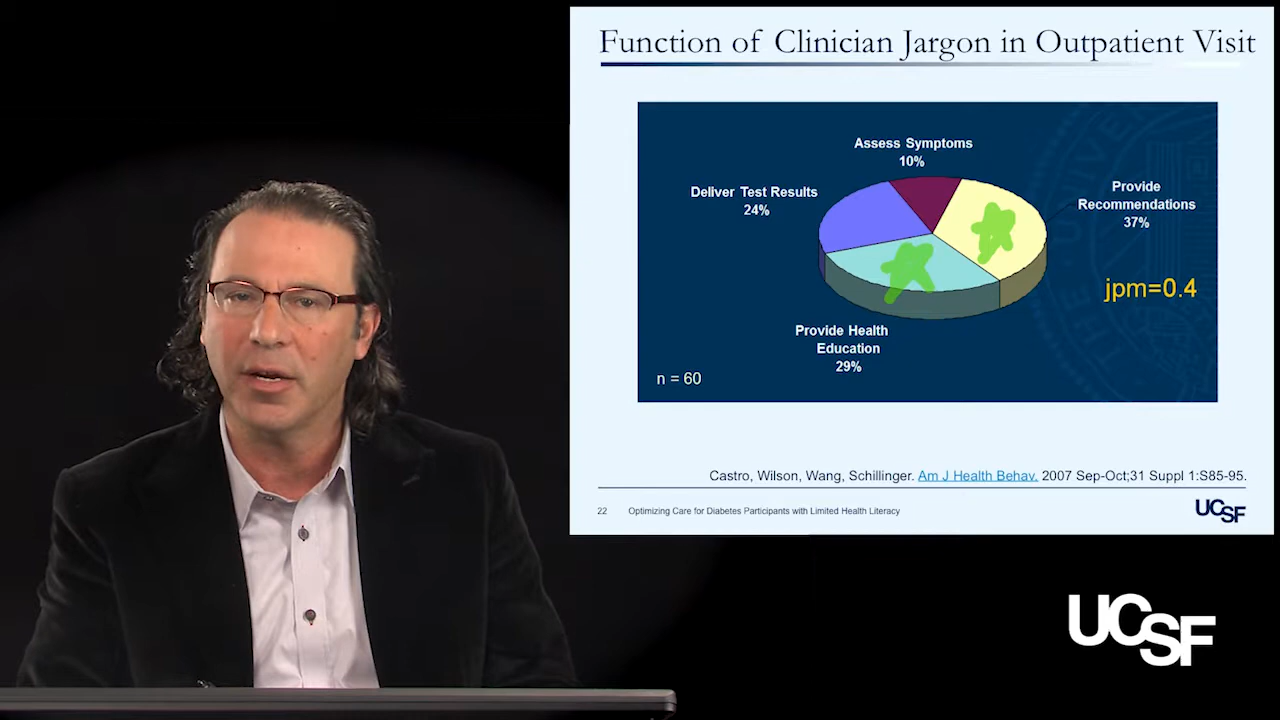 Function of Clinician Jargon in Outpatient Visit
Assess Symptoms
10%
Deliver Test Results
24%
Provide
Recommendations
37%
jpm=0.4
Provide Health
Education
29%
n = 60
Castro, Wilson, Wang, Schillinger. Am J Health Behav. 2007 Sep-Oct;31 Suppl 1:S85-95.
22 Optimizing Care for Diabetes Participants with Limited Health Literacy
UCSF
UCSF